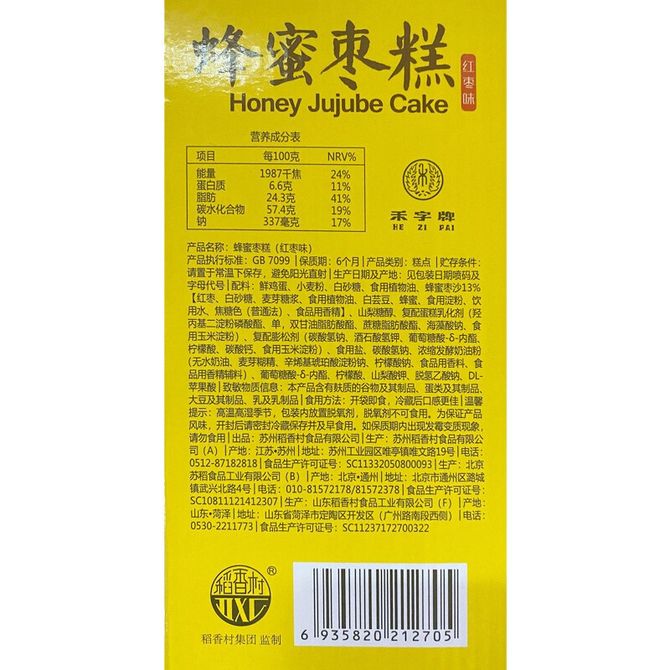 蜂蜜枣糕
红枣味
Honey Jujube Cake
营养成分表
项目 每100克 NRV%
能量 1987千焦 24%
蛋白质 6.6克 11%
脂肪 24.3克 41%
碳水化合物 57.4克 19%
钠 337毫克 17%
禾
禾字牌
HE ZI PAI
产品名称：蜂蜜枣糕（红枣味）
产品执行标准：GB 7099｜保质期：6个月｜产品类别：糕点｜贮存条件：
请置于常温下保存，避免阳光直射｜生产日期及产地：见包装日期喷码及
字母代号｜配料：鲜鸡蛋、小麦粉、白砂糖、食用植物油、蜂蜜枣沙13%
【红枣、白砂糖、麦芽糖浆、食用植物油、白芸豆、蜂蜜、食用淀粉、饮
用水、焦糖色（普通法）、食品用香精】、山梨糖醇、复配蛋糕乳化剂（羟
丙基二淀粉磷酸酯、单，双甘油脂肪酸酯、蔗糖脂肪酸酯、海藻酸钠、食
用玉米淀粉）、复配膨松剂（碳酸氢钠、酒石酸氢钾、葡萄糖酸-δ-内酯、
柠檬酸、碳酸钙、食用玉米淀粉）、食用盐、碳酸氢钠、浓缩发酵奶油粉
（无水奶油、麦芽糊精、辛烯基琥珀酸淀粉钠、柠檬酸钠、食品用香料、食
品用香精辅料）、葡萄糖酸-δ-内酯、柠檬酸、山梨酸钾、脱氢乙酸钠、DL-
苹果酸｜致敏物质信息：本产品含有麸质的谷物及其制品、蛋类及其制品、
大豆及其制品、乳及乳制品｜食用方法：开袋即食，冷藏后口感更佳｜温馨
提示：高温高湿季节，包装内放置脱氧剂，脱氧剂不可食用。为保证产品
风味，开封后请密封冷藏保存并及早食用。如保质期内出现发霉变质现象，
请勿食用｜出品：苏州稻香村食品有限公司｜生产：苏州稻香村食品有限公司
（A）｜产地：江苏•苏州｜地址：苏州工业园区唯亭镇唯文路19号｜电话：
0512-87182818｜食品生产许可证号：SC11332050800093｜生产：北京
苏稻食品工业有限公司（B）｜产地：北京•通州｜地址：北京市通州区潞城
镇武兴北路4号｜电话：010-81572178/81572378｜食品生产许可证号：
SC10811121412307｜生产：山东稻香村食品有限公司（F）｜产地：
山东•菏泽｜地址：山东省菏泽市定陶区开发区（广州路南段西侧）｜电话：
0530-2211773｜食品生产许可证号：SC11237172700322
稻香村
DXC
®
稻香村集团 监制
6 935820 212705